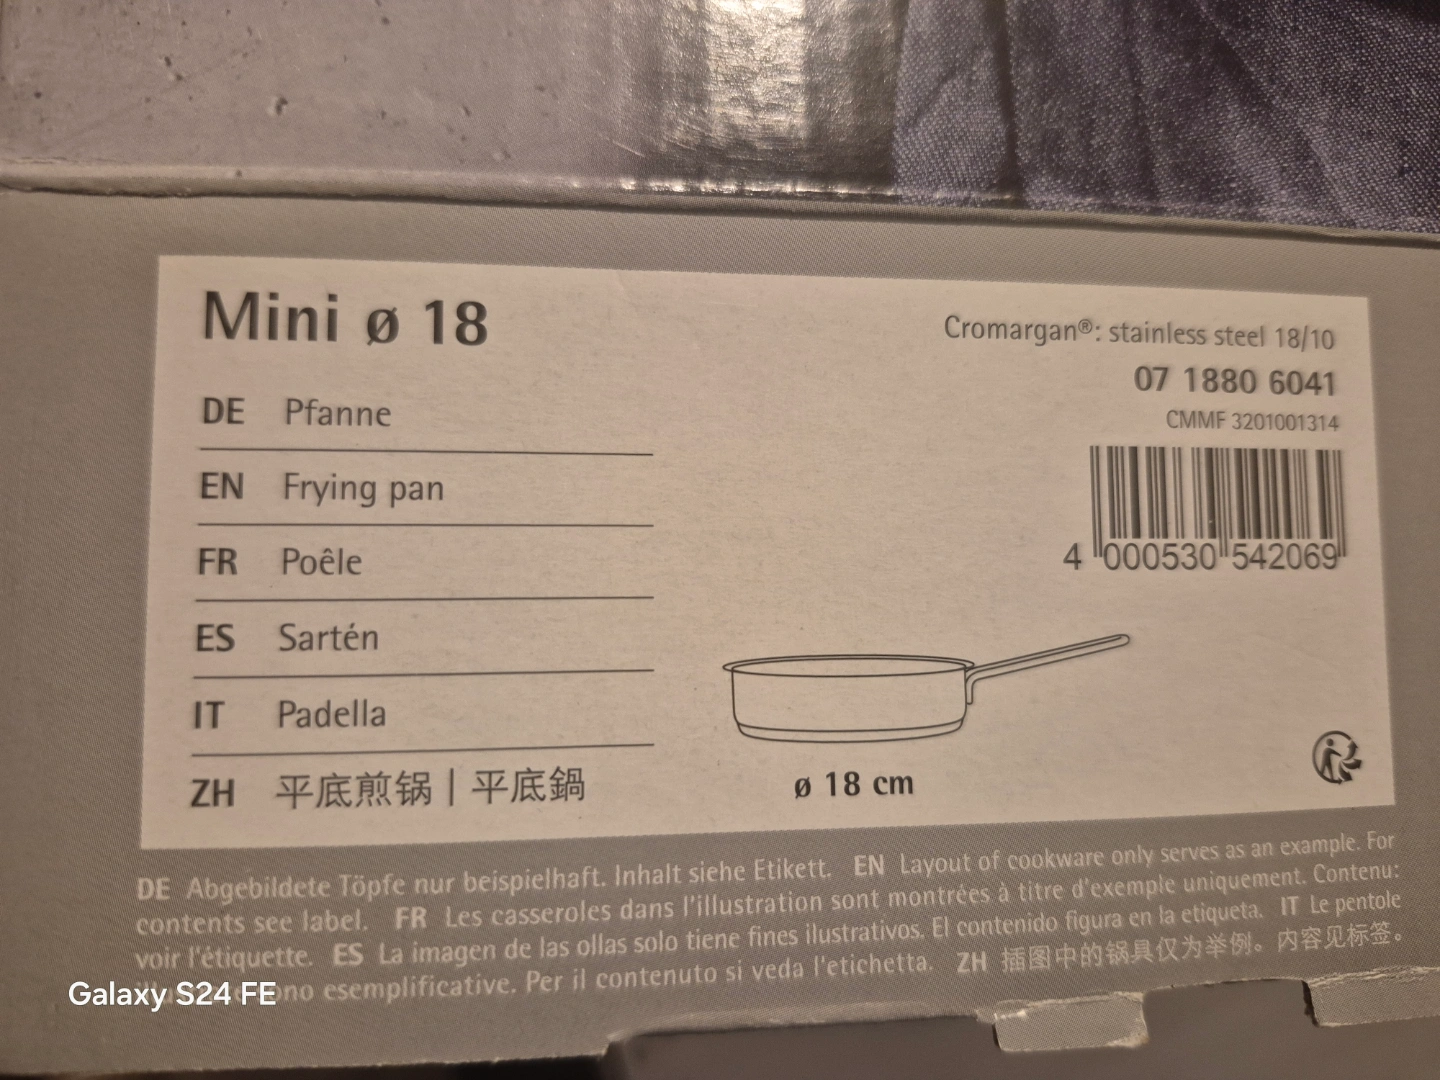 Mini ø 18
DE Pfanne
EN Frying pan
FR Poêle
ES Sartén
IT Padella
ZH 平底煎锅 | 平底鍋
Cromargan®: stainless steel 18/10
07 1880 6041
CMMF 3201001314
4 000530 542069
ø 18 cm
DE Abgebildete Töpfe nur beispielhaft. Inhalt siehe Etikett. EN Layout of cookware only serves as an example. For
contents see label. FR Les casseroles dans l'illustration sont montrées à titre d'exemple uniquement. Contenu:
voir l'étiquette. ES La imagen de las ollas solo tiene fines ilustrativos. El contenido figura en la etiqueta. IT Le pentole
esemplificative. Per il contenuto si veda l'etichetta. ZH 插图中的锅具仅为举例。内容见标签。
Galaxy S24 FE